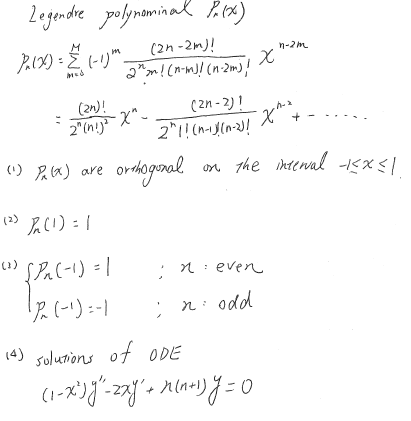 Legendre polynominal Pₙ(x)
Pₙ(x) = Σ_{m=0}^{M} (-1)^m (2n-2m)! / (2^n m! (n-m)! (n-2m)!) x^{n-2m}
= (2n)! / (2^n (n!)^2) x^n - (2n-2)! / (2^n 1! (n-1)! (n-2)!) x^{n-2} + - ......
(1) Pₙ(x) are orthogonal on the interval -1≤x≤1
(2) Pₙ(1) = 1
(3) { Pₙ(-1) = 1 ; n : even
Pₙ(-1) = -1 ; n : odd
(4) solutions of ODE
(1-x²)y''-2xy'+ n(n+1)y = 0